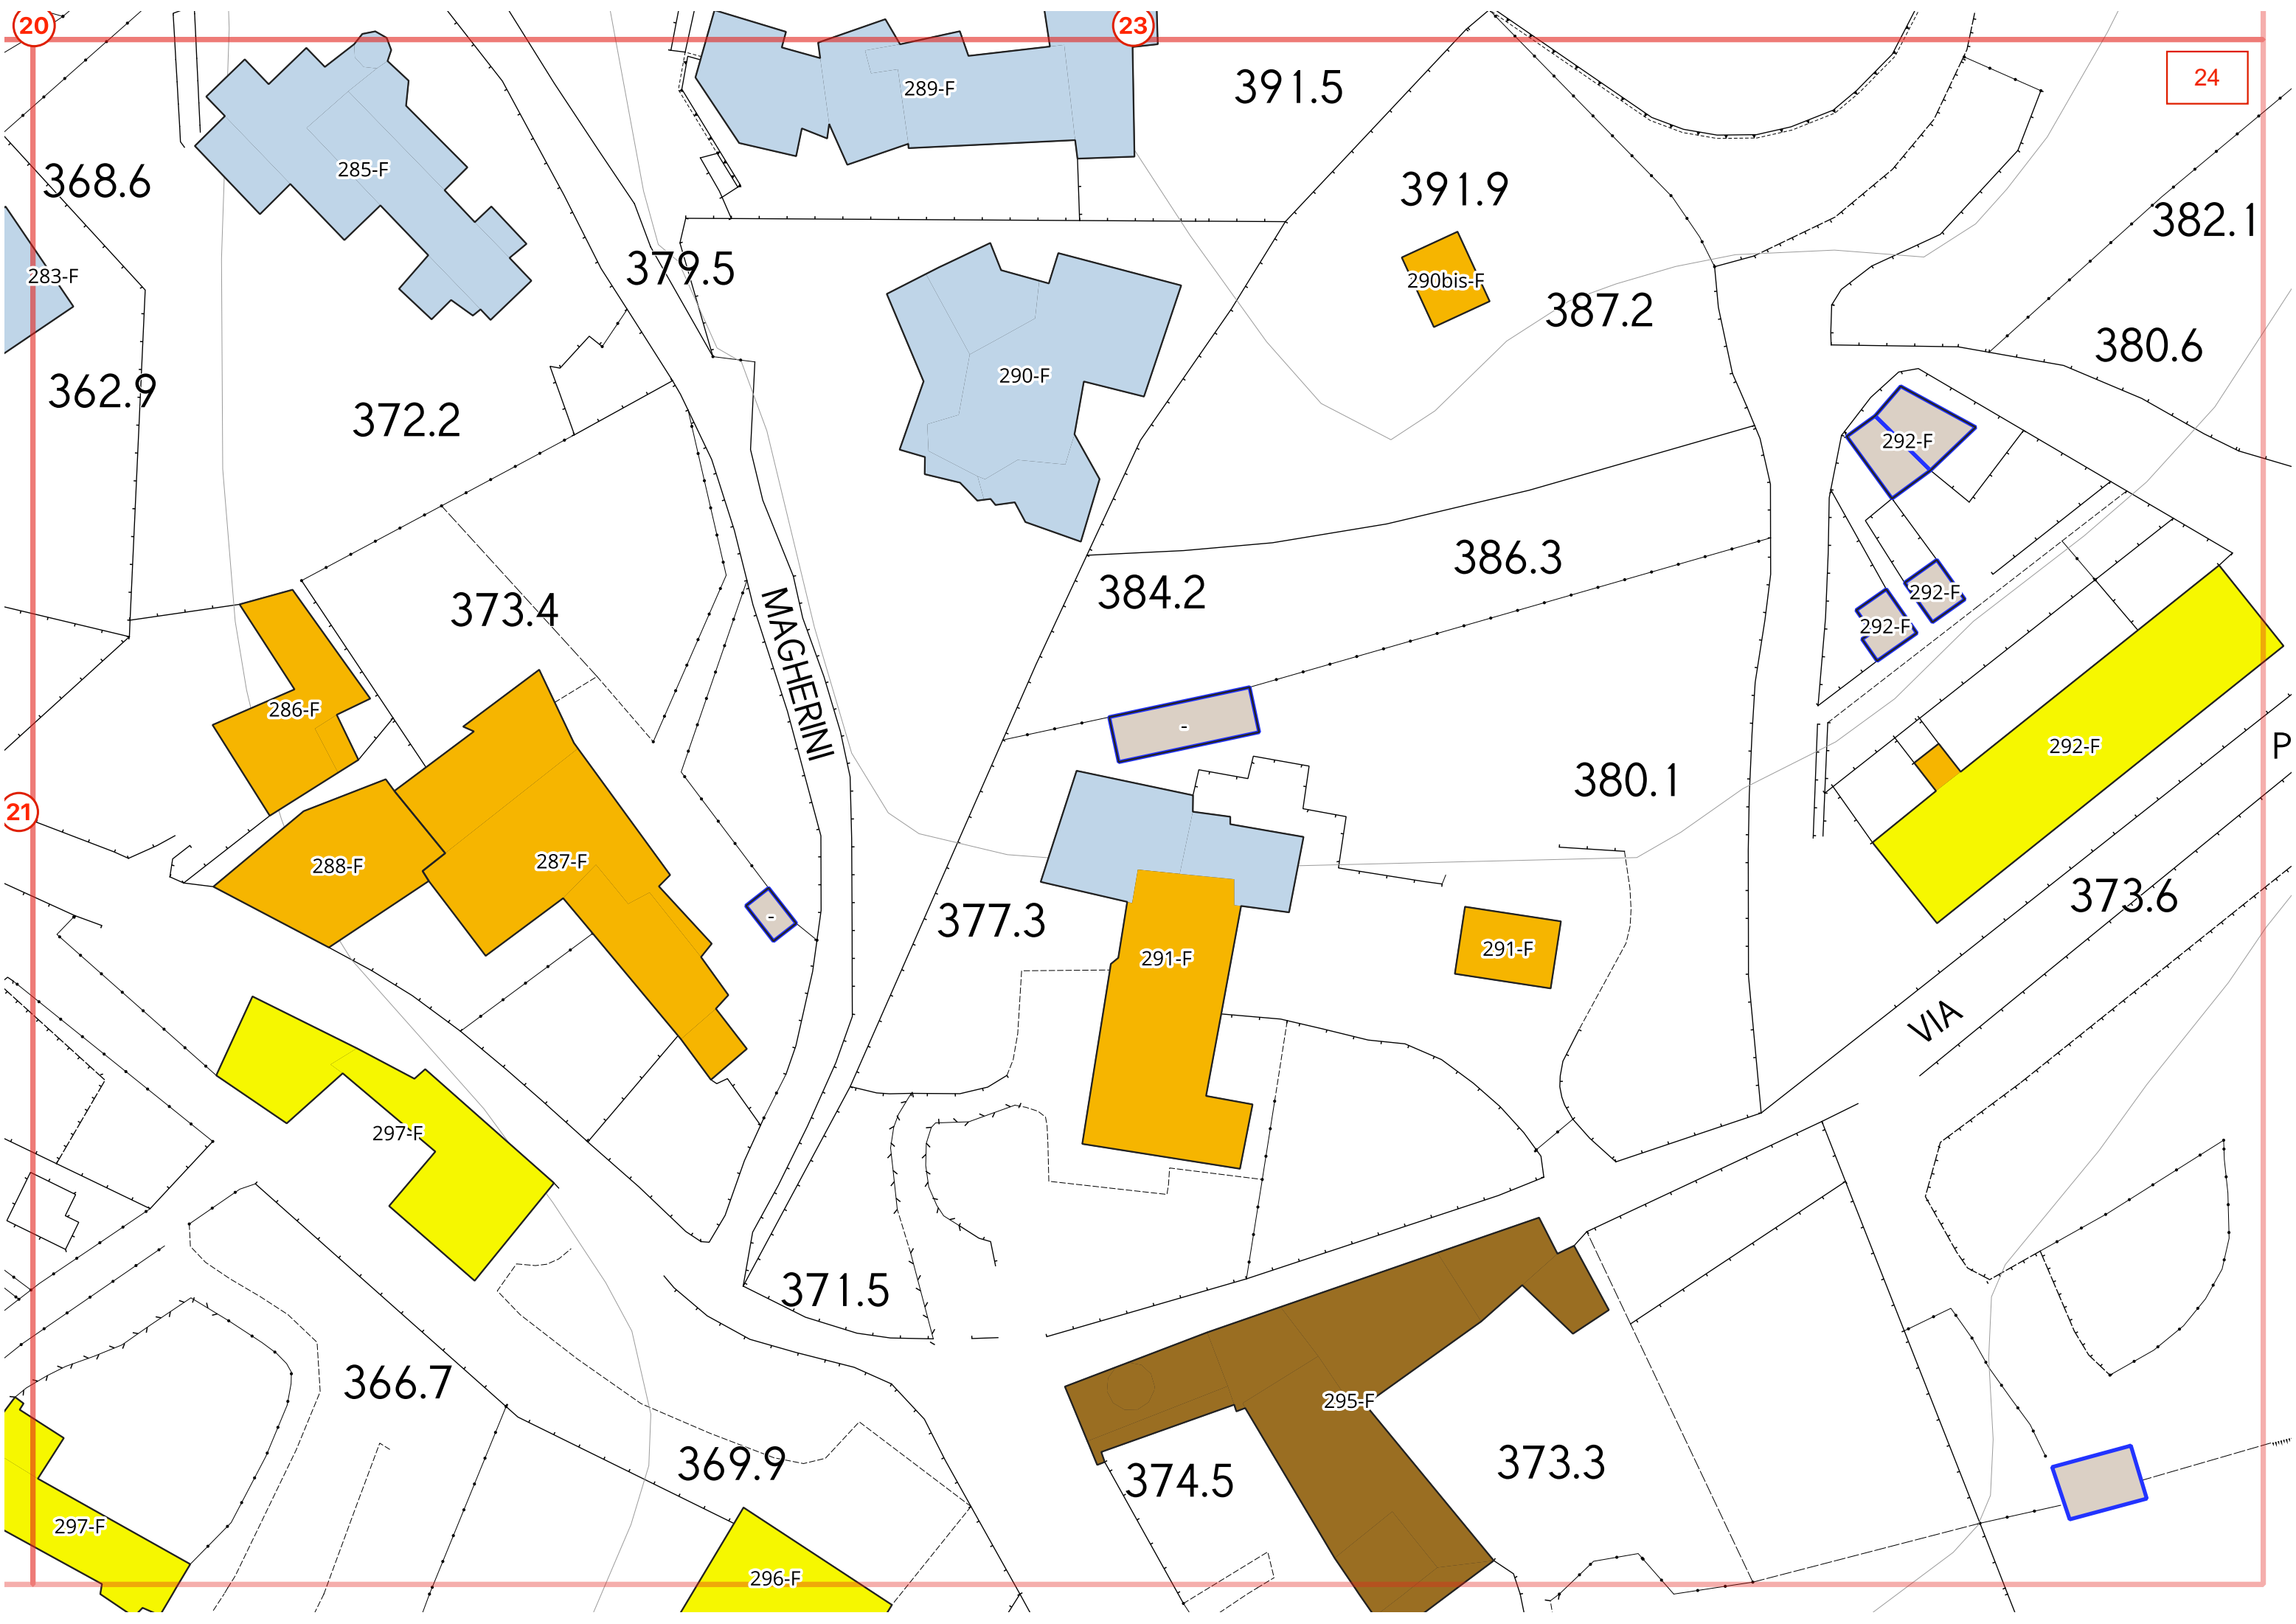 20
23
24
289-F
391.5
285-F
368.6
391.9
382.1
283-F
379.5
290bis-F
387.2
380.6
290-F
362.9
372.2
292-F
386.3
384.2
373.4
292-F
292-F
MAGHERINI
286-F
-
292-F
P
380.1
21
288-F
287-F
373.6
-
377.3
291-F
291-F
VIA
297-F
371.5
366.7
295-F
369.9
374.5
373.3
297-F
296-F